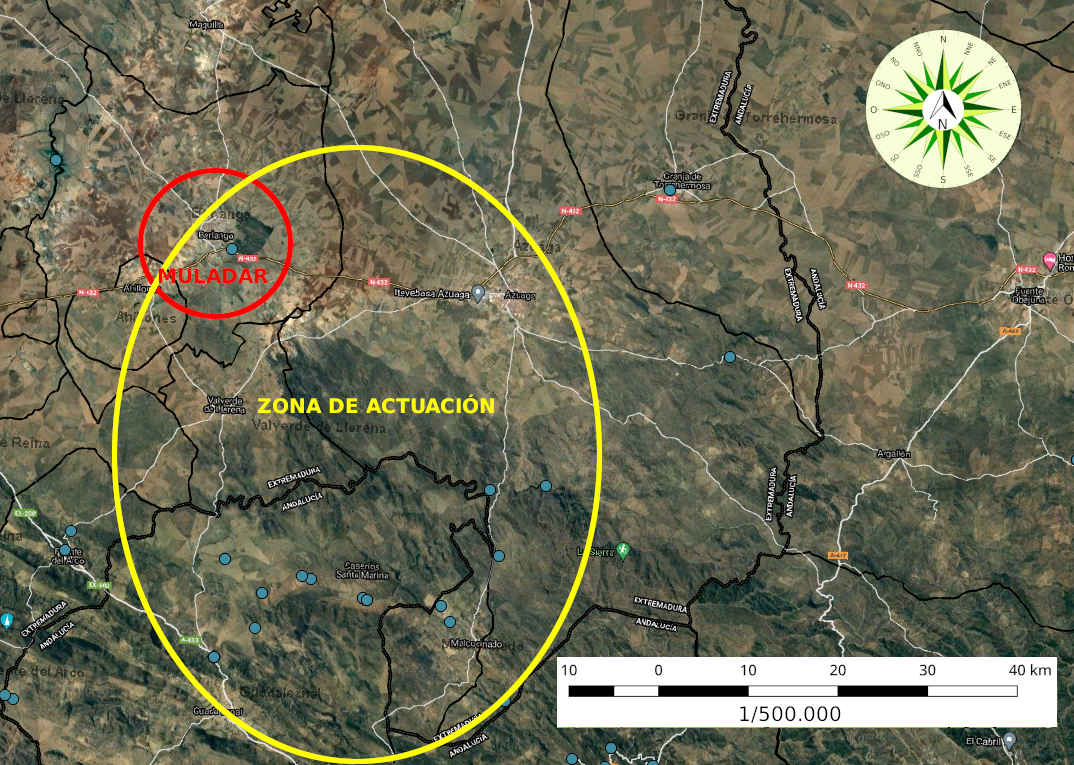 Maguilla
de Llerena
EXTREMADURA
ANDALUCÍA
Granja de Torrehermosa
Granja de
Torrehermosa
N-432
N-432
N
NNE
NE
ENE
E
ESE
SE
SSE
S
SSO
SO
OSO
O
ONO
NO
NNO
N
Berlanga
Berlanga
N-432
MULADAR
Ahillones
Ahillones
N-432
N-432
Azuaga
Itevebasa Azuaga
Azuaga
EXTREMADURA
ANDALUCÍA
N-432
N-432
Fuente
Obejuna
A-447
Valverde
de Llerena
ZONA DE ACTUACIÓN
Valverde de Llerena
e Reina
EXTREMADURA
ANDALUCÍA
Argallón
EXTREMADURA
ANDALUCÍA
EX-200
Fuente
del Arco
EX-200
La Sierra
A-447
Caseríos
Santa Marina
EXTREMADURA
ANDALUCÍA
EXTREMADURA
ANDALUCÍA
A-433
Malcocinado
nte del Arco
Guadalcanal
Guadalcanal
EXTREMADURA
ANDALUCÍA
10 0 10 20 30 40 km
1/500.000
El Cabril